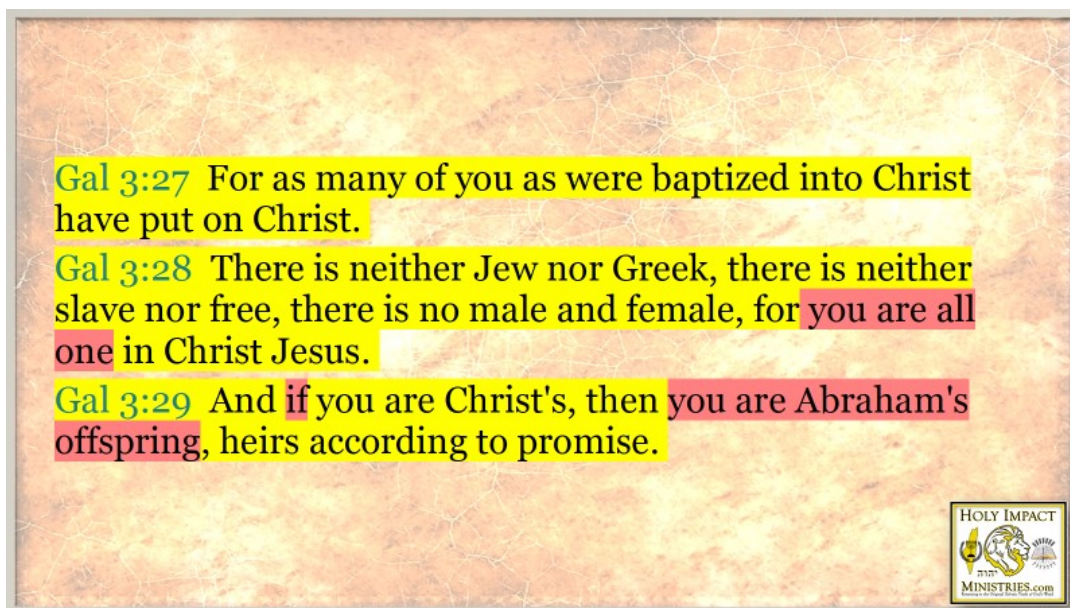 Gal 3:27 For as many of you as were baptized into Christ
have put on Christ.
Gal 3:28 There is neither Jew nor Greek, there is neither
slave nor free, there is no male and female, for you are all
one in Christ Jesus.
Gal 3:29 And if you are Christ's, then you are Abraham's
offspring, heirs according to promise.
HOLY IMPACT
יהוה
MINISTRIES.com